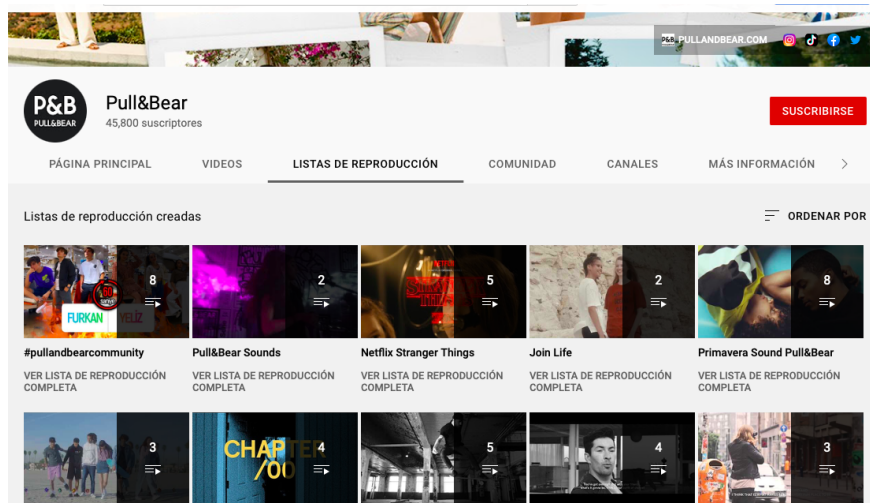 P&B PULLANDBEAR.COM
P&B
PULL&BEAR
Pull&Bear
45,800 suscriptores
SUSCRIBIRSE
PÁGINA PRINCIPAL VIDEOS LISTAS DE REPRODUCCIÓN COMUNIDAD CANALES MÁS INFORMACIÓN
Listas de reproducción creadas
ORDENAR POR
8 2 5 2 8
FURKAN YELİZ
#pullandbearcommunity Pull&Bear Sounds Netflix Stranger Things Join Life Primavera Sound Pull&Bear
VER LISTA DE REPRODUCCIÓN COMPLETA VER LISTA DE REPRODUCCIÓN COMPLETA VER LISTA DE REPRODUCCIÓN COMPLETA VER LISTA DE REPRODUCCIÓN COMPLETA VER LISTA DE REPRODUCCIÓN COMPLETA
3 4 5 4 3
CHAPTER
/00